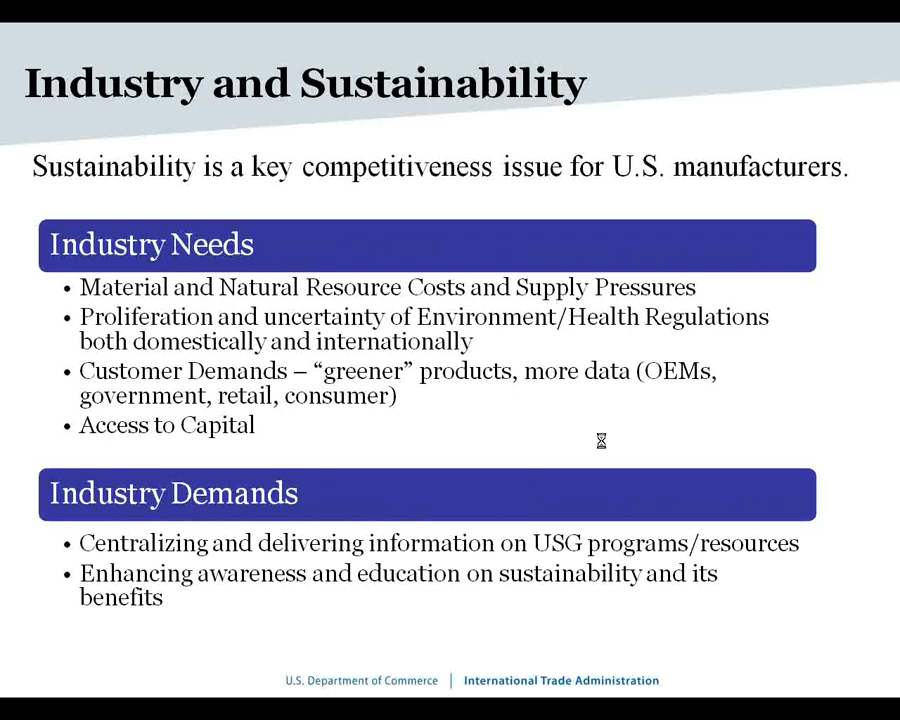 Industry and Sustainability
Sustainability is a key competitiveness issue for U.S. manufacturers.
Industry Needs
• Material and Natural Resource Costs and Supply Pressures
• Proliferation and uncertainty of Environment/Health Regulations
both domestically and internationally
• Customer Demands – “greener” products, more data (OEMs,
government, retail, consumer)
• Access to Capital
Industry Demands
• Centralizing and delivering information on USG programs/resources
• Enhancing awareness and education on sustainability and its
benefits
U.S. Department of Commerce | International Trade Administration